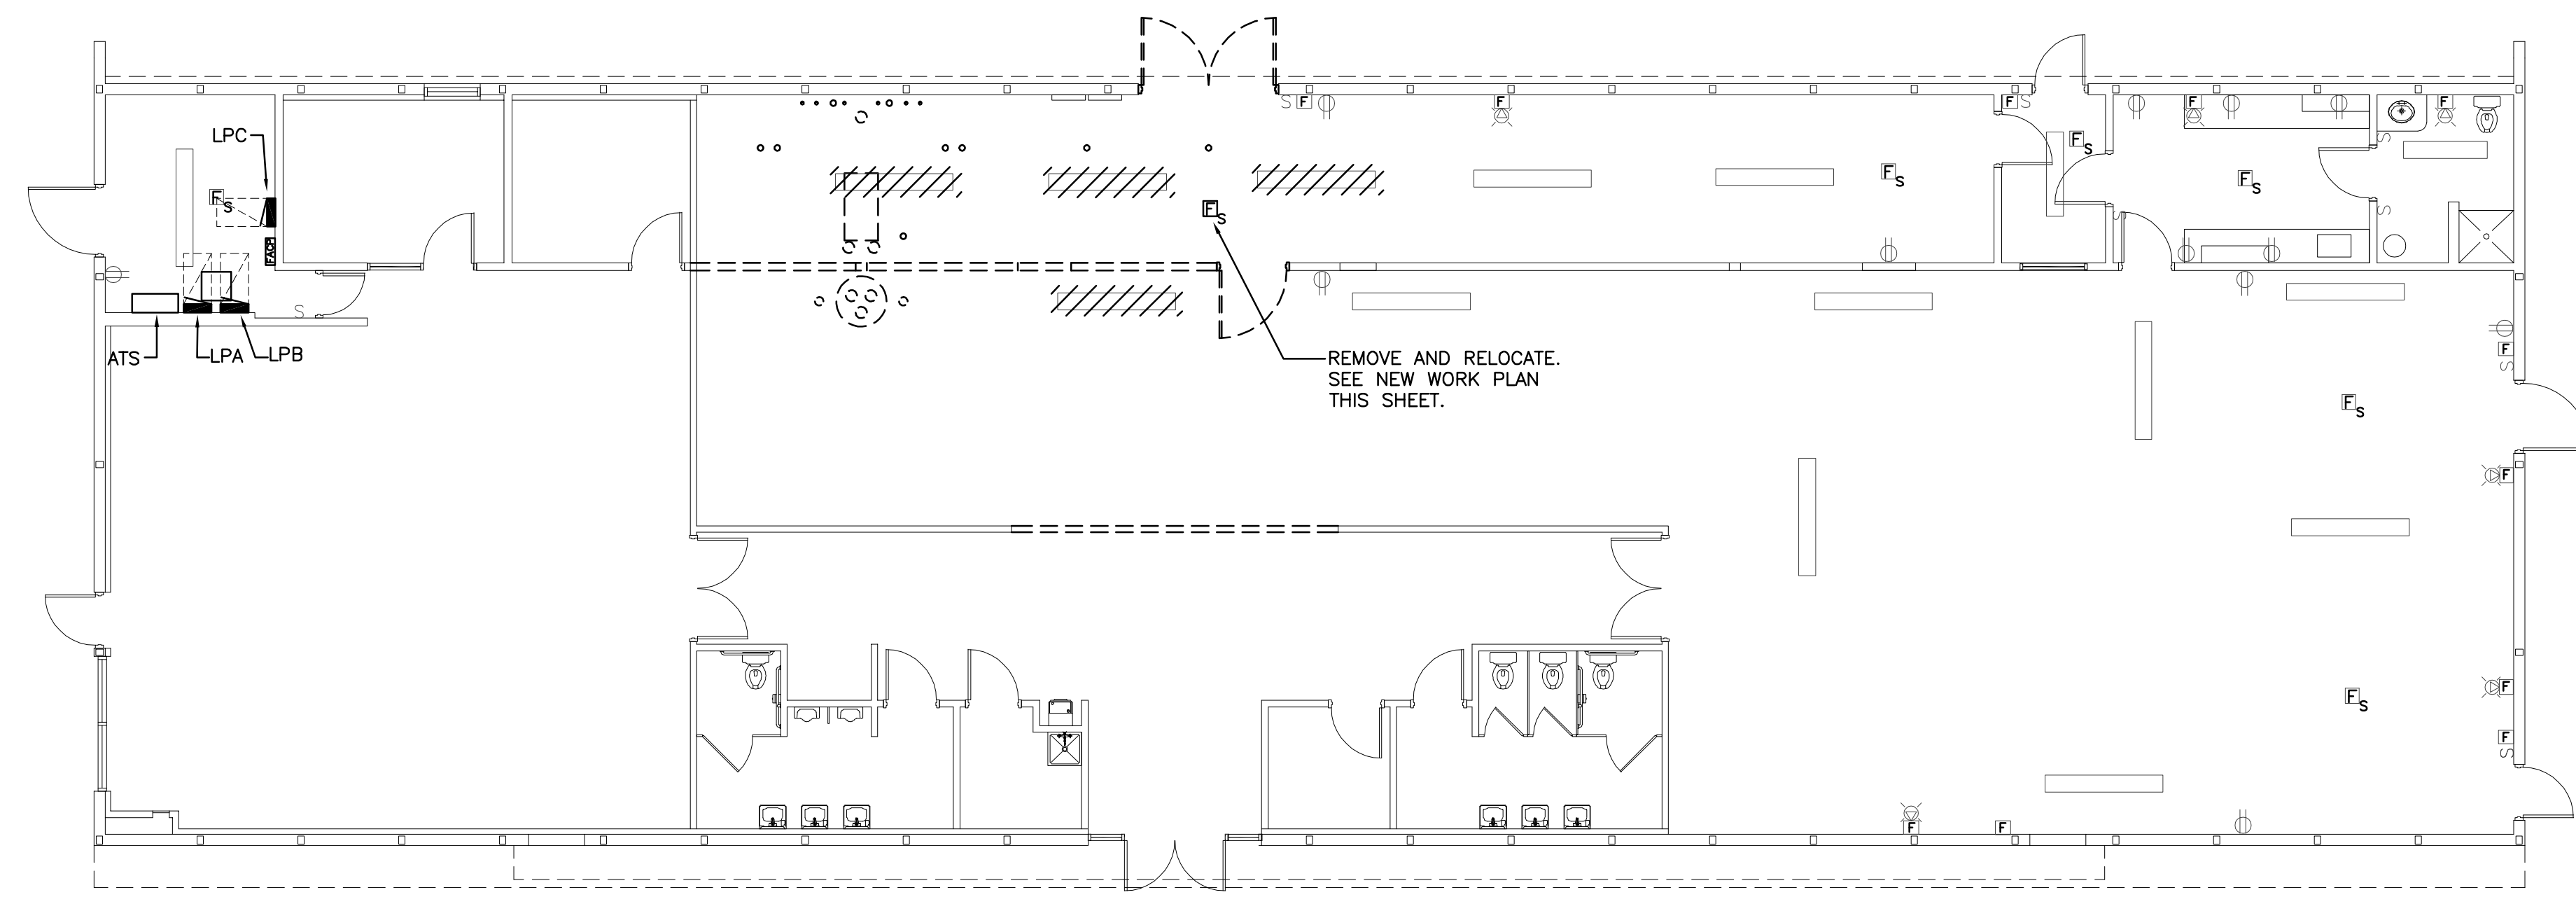 S F F F S F F
LPC
S
F S F S F S
F S
F S
S
S
FACP
S
F
ATS LPA LPB
S
REMOVE AND RELOCATE.
SEE NEW WORK PLAN
THIS SHEET.
F S
F
F
F S
F
S
F F